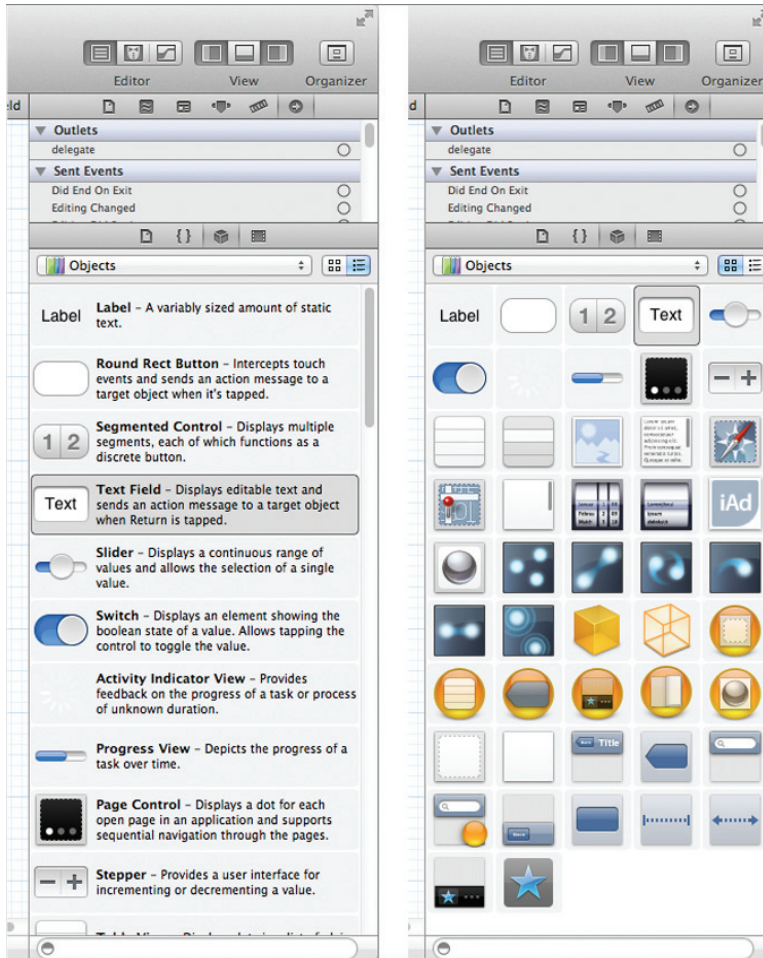 Editor View Organizer
ld
Outlets
delegate
Sent Events
Did End On Exit
Editing Changed
{ }
Objects
Label
Label – A variably sized amount of static
text.
Round Rect Button – Intercepts touch
events and sends an action message to a
target object when it's tapped.
1 2
Segmented Control – Displays multiple
segments, each of which functions as a
discrete button.
Text
Text Field – Displays editable text and
sends an action message to a target object
when Return is tapped.
Slider – Displays a continuous range of
values and allows the selection of a single
value.
Switch – Displays an element showing the
boolean state of a value. Allows tapping the
control to toggle the value.
Activity Indicator View – Provides
feedback on the progress of a task or process
of unknown duration.
Progress View – Depicts the progress of a
task over time.
Page Control – Displays a dot for each
open page in an application and supports
sequential navigation through the pages.
Stepper – Provides a user interface for
incrementing or decrementing a value.
Editor View Organizer
d
Outlets
delegate
Sent Events
Did End On Exit
Editing Changed
{ }
Objects
Label 1 2 Text
iAd
Title